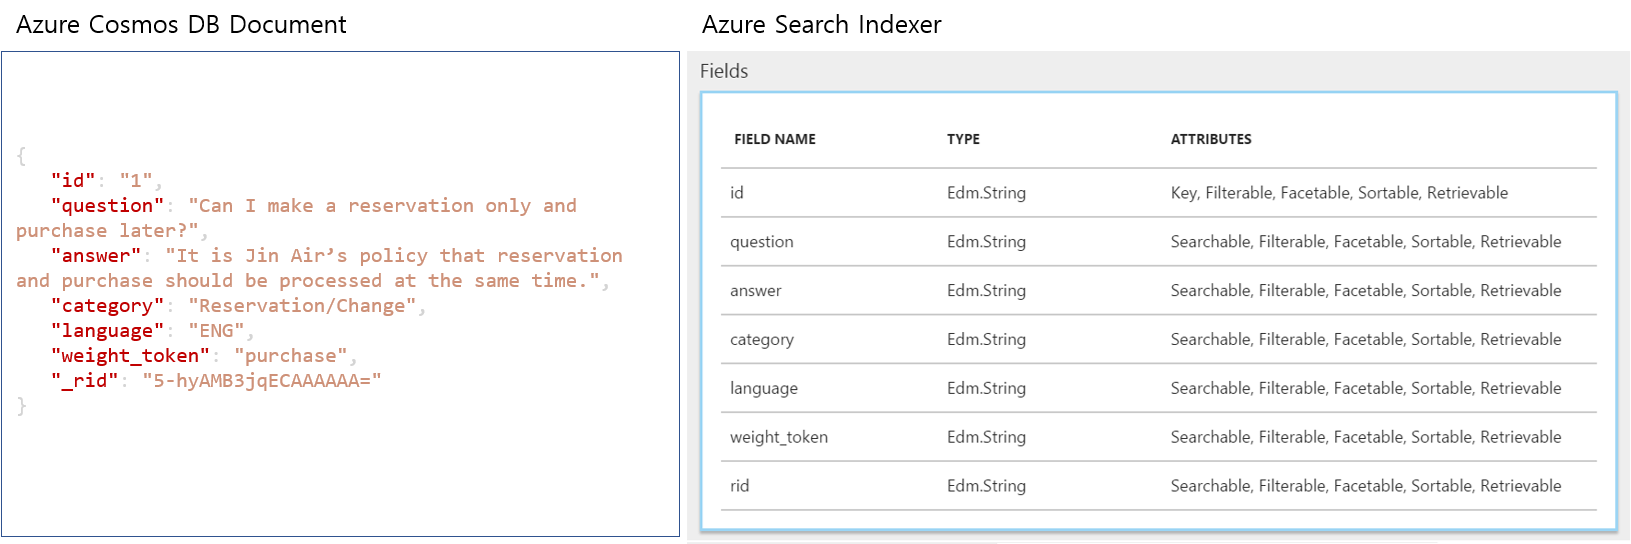 Azure Cosmos DB Document
{
"id": "1",
"question": "Can I make a reservation only and
purchase later?",
"answer": "It is Jin Air’s policy that reservation
and purchase should be processed at the same time.",
"category": "Reservation/Change",
"language": "ENG",
"weight_token": "purchase",
"_rid": "5-hyAMB3jqECAAAAAA="
}
Azure Search Indexer
Fields
FIELD NAME TYPE ATTRIBUTES
id Edm.String Key, Filterable, Facetable, Sortable, Retrievable
question Edm.String Searchable, Filterable, Facetable, Sortable, Retrievable
answer Edm.String Searchable, Filterable, Facetable, Sortable, Retrievable
category Edm.String Searchable, Filterable, Facetable, Sortable, Retrievable
language Edm.String Searchable, Filterable, Facetable, Sortable, Retrievable
weight_token Edm.String Searchable, Filterable, Facetable, Sortable, Retrievable
rid Edm.String Searchable, Filterable, Facetable, Sortable, Retrievable